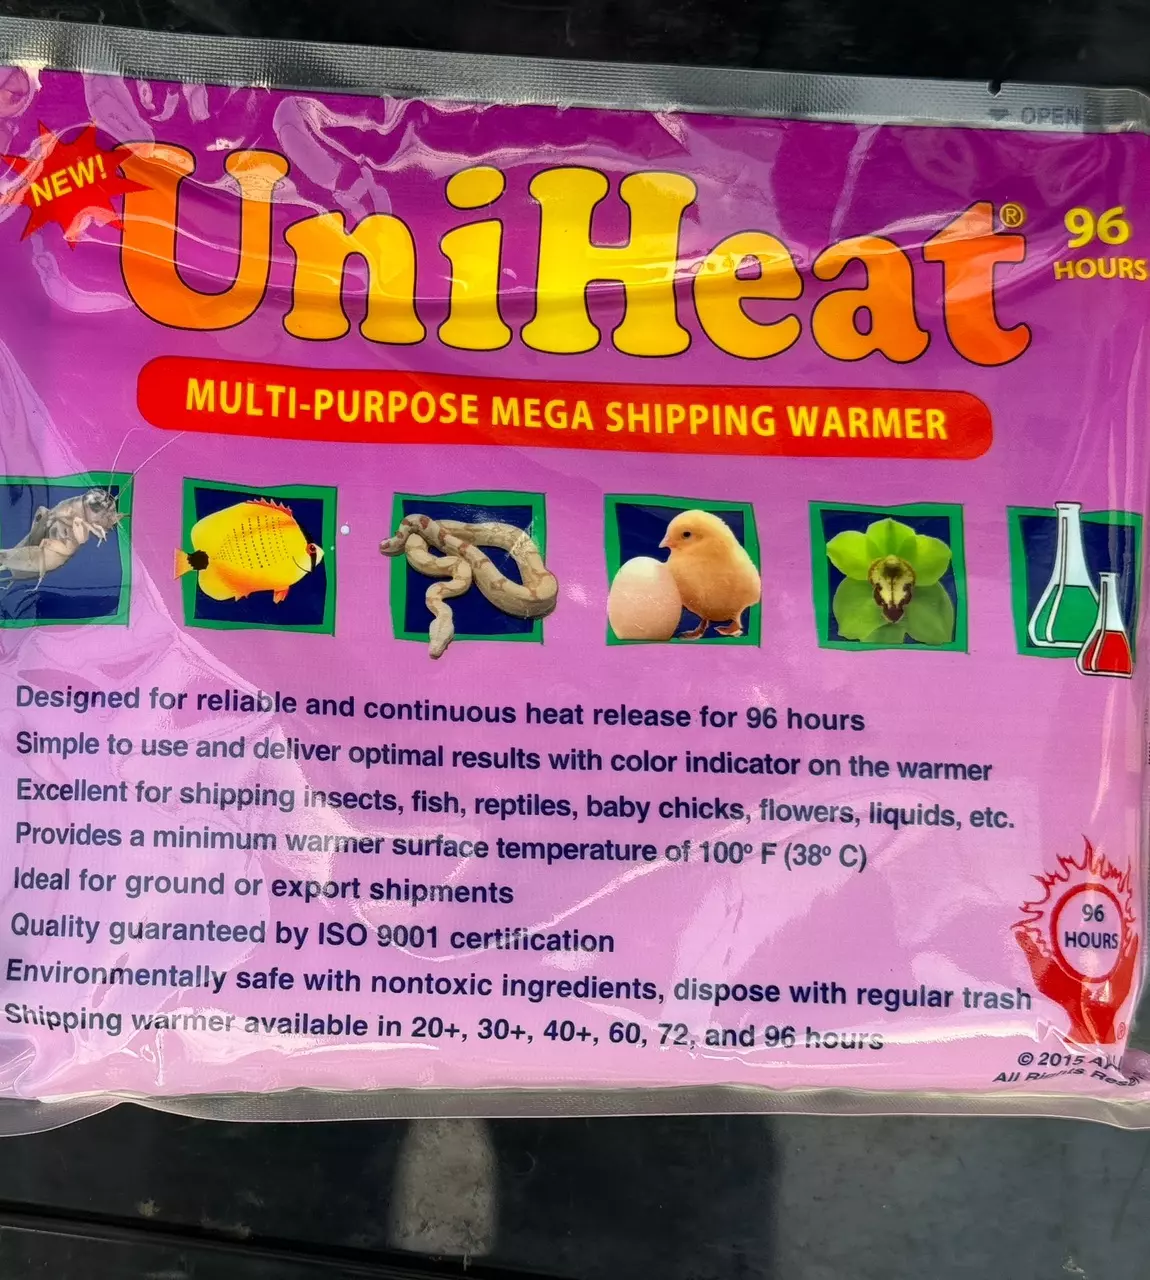 OPEN
NEW!
UniHeat®
96
HOURS
MULTI-PURPOSE MEGA SHIPPING WARMER
Designed for reliable and continuous heat release for 96 hours
Simple to use and deliver optimal results with color indicator on the warmer
Excellent for shipping insects, fish, reptiles, baby chicks, flowers, liquids, etc.
Provides a minimum warmer surface temperature of 100º F (38º C)
Ideal for ground or export shipments
Quality guaranteed by ISO 9001 certification
Environmentally safe with nontoxic ingredients, dispose with regular trash
Shipping warmer available in 20+, 30+, 40+, 60, 72, and 96 hours
96
HOURS
®
© 2015
All Rights